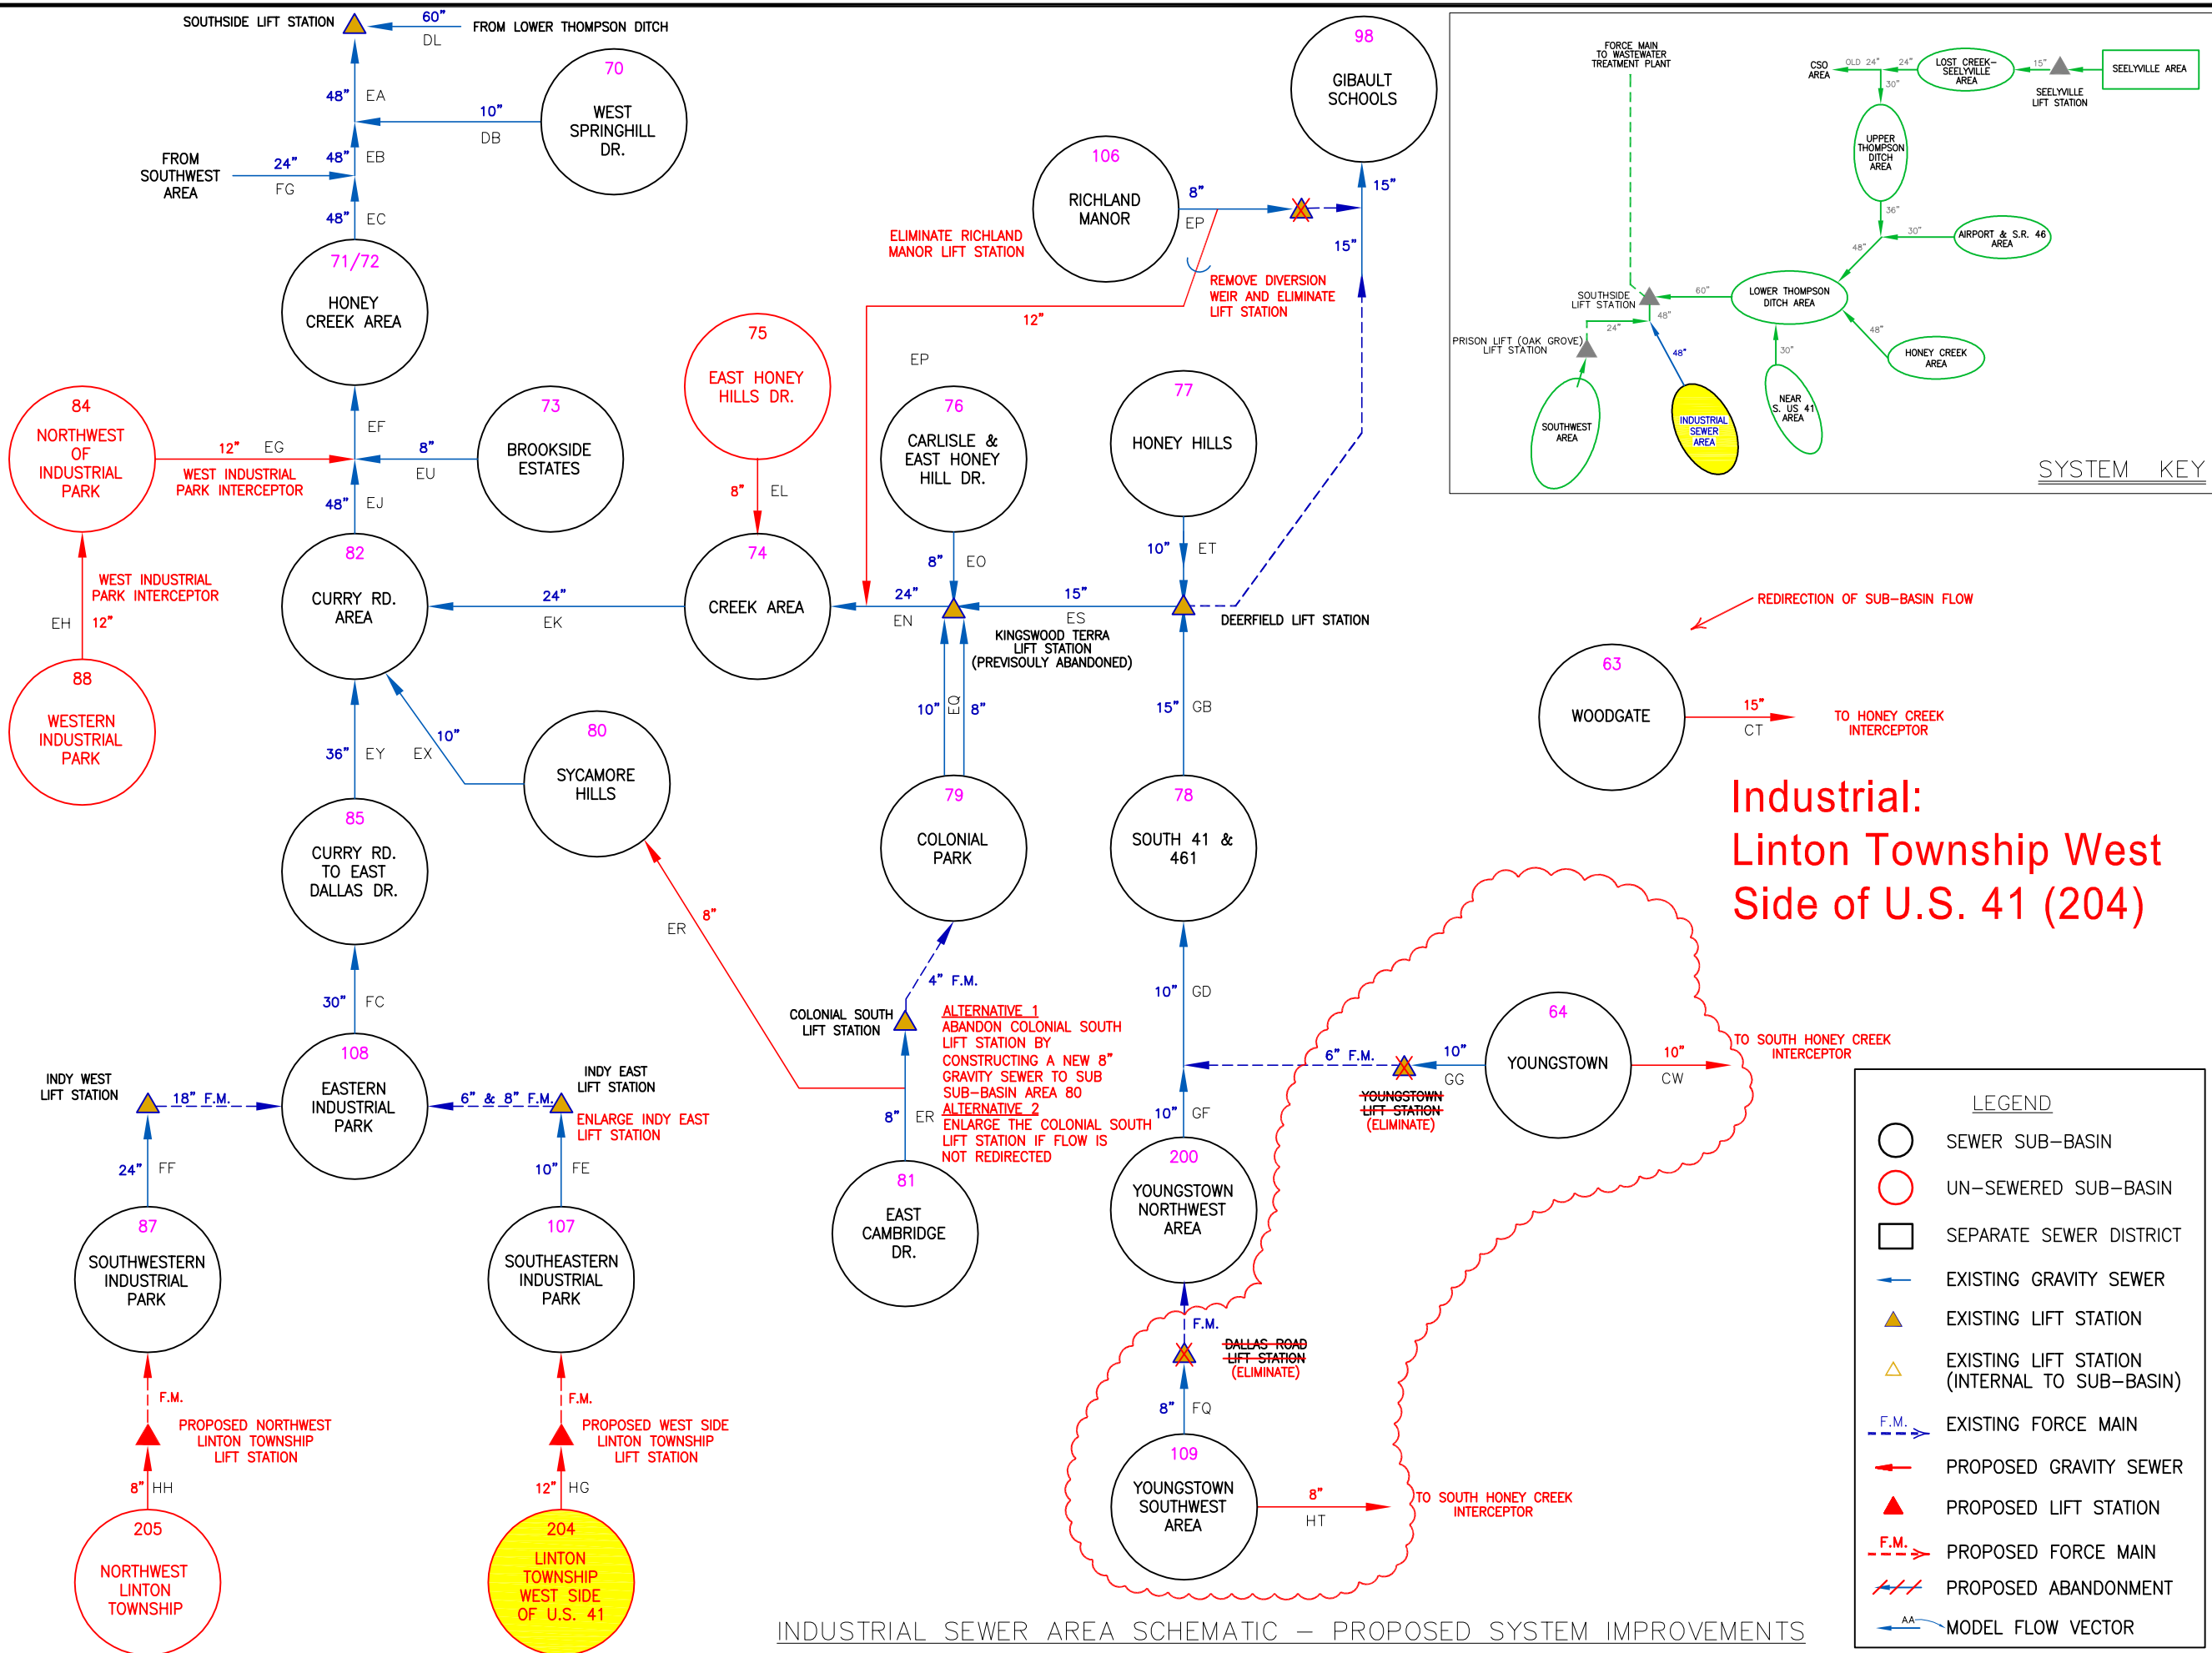 SOUTHSIDE LIFT STATION
60”
DL
FROM LOWER THOMPSON DITCH
48” EA
10”
DB
70
WEST
SPRINGHILL
DR.
FROM
SOUTHWEST
AREA
24”
FG
48” EB
48” EC
71/72
HONEY
CREEK AREA
84
NORTHWEST
OF
INDUSTRIAL
PARK
12” EG
WEST INDUSTRIAL
PARK INTERCEPTOR
EF
8”
EU
73
BROOKSIDE
ESTATES
48” EJ
WEST INDUSTRIAL
PARK INTERCEPTOR
EH 12”
88
WESTERN
INDUSTRIAL
PARK
82
CURRY RD.
AREA
24”
EK
36” EY
10”
EX
80
SYCAMORE
HILLS
85
CURRY RD.
TO EAST
DALLAS DR.
30” FC
108
EASTERN
INDUSTRIAL
PARK
INDY WEST
LIFT STATION
18” F.M.
6” & 8” F.M.
INDY EAST
LIFT STATION
ENLARGE INDY EAST
LIFT STATION
24” FF
10” FE
87
SOUTHWESTERN
INDUSTRIAL
PARK
107
SOUTHEASTERN
INDUSTRIAL
PARK
F.M.
PROPOSED NORTHWEST
LINTON TOWNSHIP
LIFT STATION
8” HH
205
NORTHWEST
LINTON
TOWNSHIP
F.M.
PROPOSED WEST SIDE
LINTON TOWNSHIP
LIFT STATION
12” HG
204
LINTON
TOWNSHIP
WEST SIDE
OF U.S. 41
98
GIBAULT
SCHOOLS
106
RICHLAND
MANOR
8”
EP
15”
15”
ELIMINATE RICHLAND
MANOR LIFT STATION
REMOVE DIVERSION
WEIR AND ELIMINATE
LIFT STATION
12”
EP
75
EAST HONEY
HILLS DR.
8” EL
74
CREEK AREA
76
CARLISLE &
EAST HONEY
HILL DR.
8” EO
77
HONEY HILLS
10” ET
24”
EN
15”
ES
DEERFIELD LIFT STATION
KINGSWOOD TERRA
LIFT STATION
(PREVISOULY ABANDONED)
10” EQ 8”
15” GB
79
COLONIAL
PARK
78
SOUTH 41 &
461
8”
ER
4” F.M.
COLONIAL SOUTH
LIFT STATION
ALTERNATIVE 1
ABANDON COLONIAL SOUTH
LIFT STATION BY
CONSTRUCTING A NEW 8”
GRAVITY SEWER TO SUB
SUB-BASIN AREA 80
ALTERNATIVE 2
ENLARGE THE COLONIAL SOUTH
LIFT STATION IF FLOW IS
NOT REDIRECTED
8” ER
81
EAST
CAMBRIDGE
DR.
10” GD
6” F.M.
10”
GG
YOUNGSTOWN
LIFT STATION
(ELIMINATE)
64
YOUNGSTOWN
10”
CW
TO SOUTH HONEY CREEK
INTERCEPTOR
10” GF
200
YOUNGSTOWN
NORTHWEST
AREA
F.M.
DALLAS ROAD
LIFT STATION
(ELIMINATE)
8” FQ
109
YOUNGSTOWN
SOUTHWEST
AREA
8”
HT
TO SOUTH HONEY CREEK
INTERCEPTOR
FORCE MAIN
TO WASTEWATER
TREATMENT PLANT
CSO
AREA
OLD 24”
24”
LOST CREEK-
SEELYVILLE
AREA
15”
SEELYVILLE AREA
SEELYVILLE
LIFT STATION
30”
UPPER
THOMPSON
DITCH
AREA
36”
30”
AIRPORT & S.R. 46
AREA
48”
LOWER THOMPSON
DITCH AREA
60”
SOUTHSIDE
LIFT STATION
48”
24”
PRISON LIFT (OAK GROVE)
LIFT STATION
48”
30”
48”
HONEY CREEK
AREA
SOUTHWEST
AREA
INDUSTRIAL
SEWER
AREA
NEAR
S. US 41
AREA
SYSTEM KEY
REDIRECTION OF SUB-BASIN FLOW
63
WOODGATE
15”
CT
TO HONEY CREEK
INTERCEPTOR
Industrial:
Linton Township West
Side of U.S. 41 (204)
LEGEND
SEWER SUB-BASIN
UN-SEWERED SUB-BASIN
SEPARATE SEWER DISTRICT
EXISTING GRAVITY SEWER
EXISTING LIFT STATION
EXISTING LIFT STATION
(INTERNAL TO SUB-BASIN)
F.M. EXISTING FORCE MAIN
PROPOSED GRAVITY SEWER
PROPOSED LIFT STATION
F.M. PROPOSED FORCE MAIN
PROPOSED ABANDONMENT
AA MODEL FLOW VECTOR
INDUSTRIAL SEWER AREA SCHEMATIC - PROPOSED SYSTEM IMPROVEMENTS